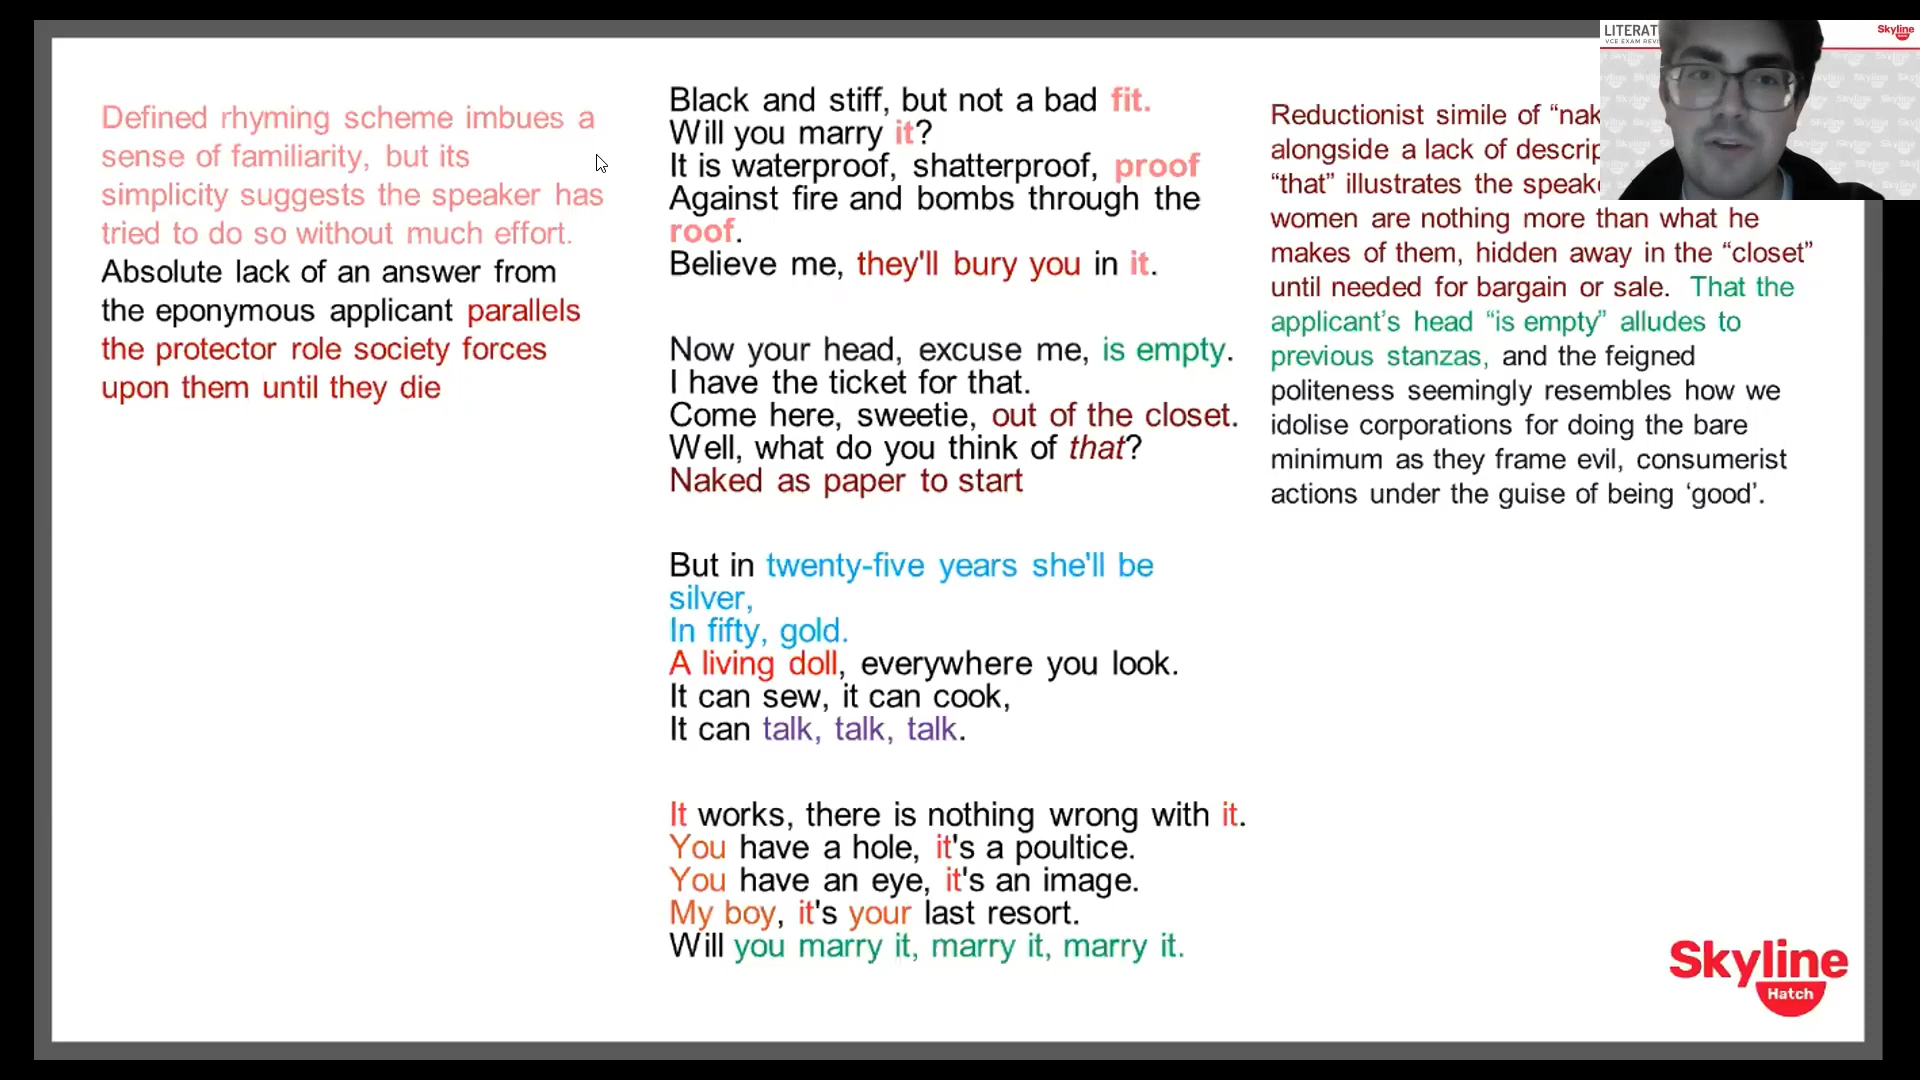 Defined rhyming scheme imbues a
sense of familiarity, but its
simplicity suggests the speaker has
tried to do so without much effort.
Absolute lack of an answer from
the eponymous applicant parallels
the protector role society forces
upon them until they die
Black and stiff, but not a bad fit.
Will you marry it?
It is waterproof, shatterproof, proof
Against fire and bombs through the
roof.
Believe me, they'll bury you in it.
Now your head, excuse me, is empty.
I have the ticket for that.
Come here, sweetie, out of the closet.
Well, what do you think of that?
Naked as paper to start
But in twenty-five years she'll be
silver,
In fifty, gold.
A living doll, everywhere you look.
It can sew, it can cook,
It can talk, talk, talk.
It works, there is nothing wrong with it.
You have a hole, it's a poultice.
You have an eye, it's an image.
My boy, it's your last resort.
Will you marry it, marry it, marry it.
Reductionist simile of “nak
alongside a lack of descrip
“that” illustrates the speak
women are nothing more than what he
makes of them, hidden away in the “closet”
until needed for bargain or sale. That the
applicant’s head “is empty” alludes to
previous stanzas, and the feigned
politeness seemingly resembles how we
idolise corporations for doing the bare
minimum as they frame evil, consumerist
actions under the guise of being ‘good’.
LITERAT
VCE EXAM REVI
Skyline
Skyline
Hatch